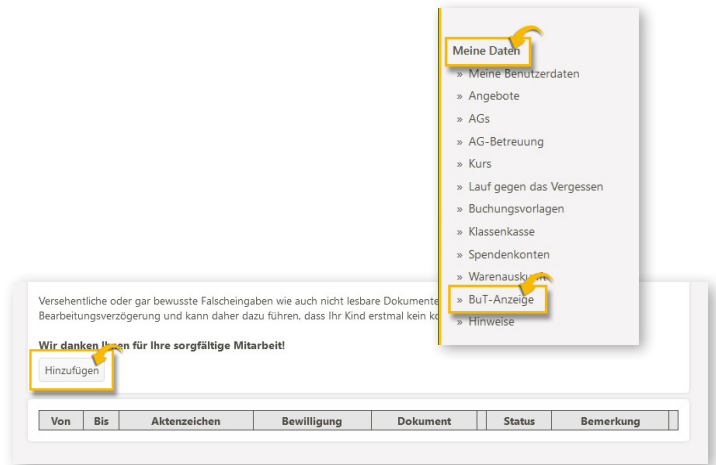 Meine Daten
» Meine Benutzerdaten
» Angebote
» AGs
» AG-Betreuung
» Kurs
» Lauf gegen das Vergessen
» Buchungsvorlagen
» Klassenkasse
» Spendenkonten
» Warenauskunft
» BuT-Anzeige
» Hinweise
Versehentliche oder gar bewusste Falscheingaben wie auch nicht lesbare Dokumente
Bearbeitungsverzögerung und kann daher dazu führen, dass Ihr Kind erstmal kein
Wir danken Ihnen für Ihre sorgfältige Mitarbeit!
Hinzufügen
Von Bis Aktenzeichen Bewilligung Dokument Status Bemerkung